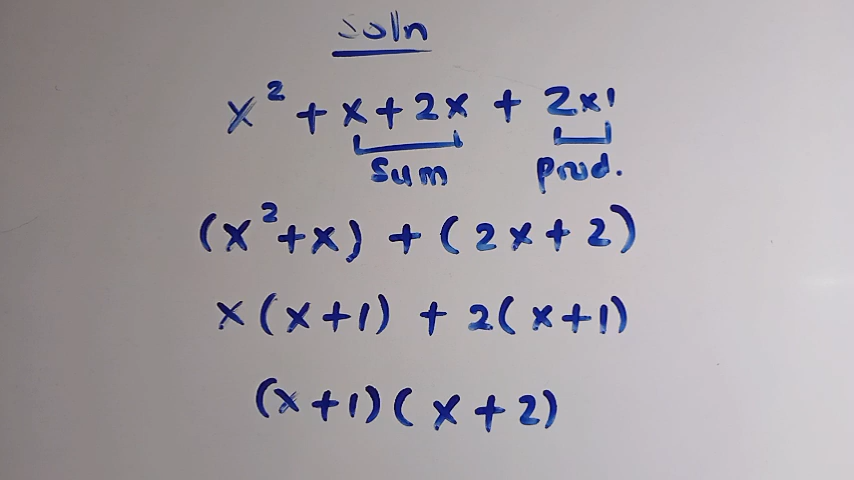 Soln
x² + x + 2x + 2x1
Sum prod.
(x²+x) + (2x+2)
x(x+1) + 2(x+1)
(x+1)(x+2)